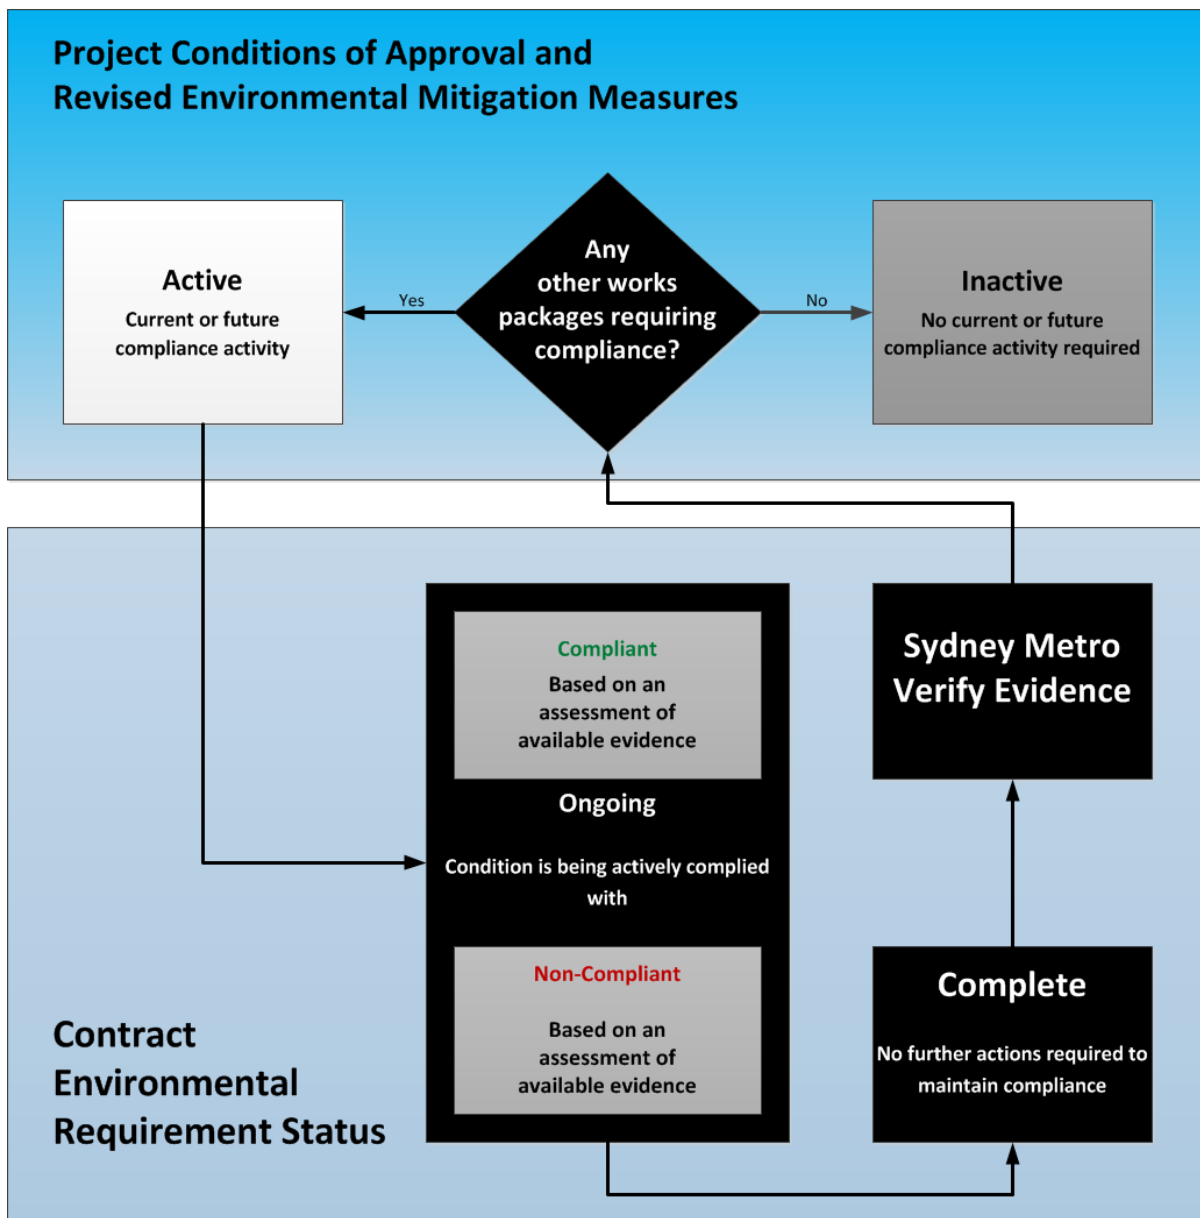 Project Conditions of Approval and
Revised Environmental Mitigation Measures
Active
Current or future
compliance activity
Yes
Any
other works
packages requiring
compliance?
No
Inactive
No current or future
compliance activity required
Compliant
Based on an
assessment of
available evidence
Ongoing
Condition is being actively complied
with
Non-Compliant
Based on an
assessment of
available evidence
Sydney Metro
Verify Evidence
Complete
No further actions required to
maintain compliance
Contract
Environmental
Requirement Status